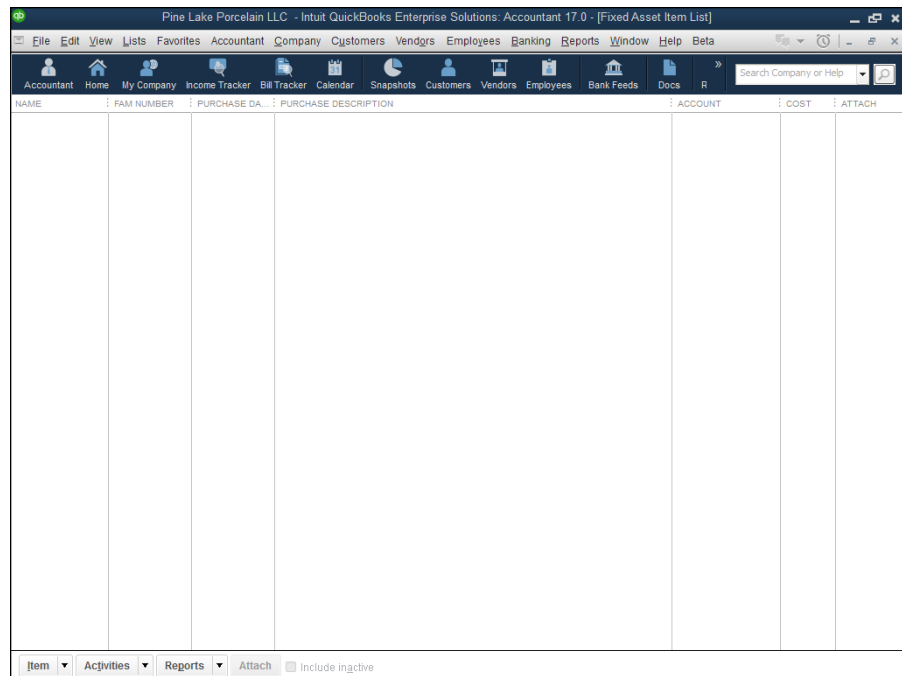 Pine Lake Porcelain LLC - Intuit QuickBooks Enterprise Solutions: Accountant 17.0 - [Fixed Asset Item List]
File Edit View Lists Favorites Accountant Company Customers Vendors Employees Banking Reports Window Help Beta
Accountant Home My Company Income Tracker Bill Tracker Calendar Snapshots Customers Vendors Employees Bank Feeds Docs R » Search Company or Help
NAME FAM NUMBER PURCHASE DA... PURCHASE DESCRIPTION ACCOUNT COST ATTACH
Item Activities Reports Attach Include inactive